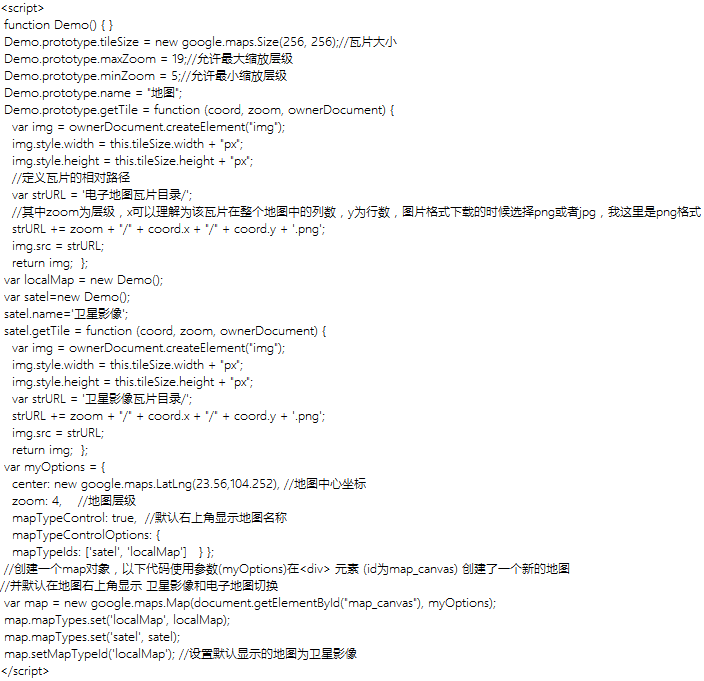 <script>
function Demo() { }
Demo.prototype.tileSize = new google.maps.Size(256, 256);//瓦片大小
Demo.prototype.maxZoom = 19;//允许最大缩放层级
Demo.prototype.minZoom = 5;//允许最小缩放层级
Demo.prototype.name = "地图";
Demo.prototype.getTile = function (coord, zoom, ownerDocument) {
var img = ownerDocument.createElement("img");
img.style.width = this.tileSize.width + "px";
img.style.height = this.tileSize.height + "px";
//定义瓦片的相对路径
var strURL = '电子地图瓦片目录/';
//其中zoom为层级，x可以理解为该瓦片在整个地图中的列数，y为行数，图片格式下载的时候选择png或者jpg，我这里是png格式
strURL += zoom + "/" + coord.x + "/" + coord.y + '.png';
img.src = strURL;
return img;  };
var localMap = new Demo();
var satel=new Demo();
satel.name='卫星影像';
satel.getTile = function (coord, zoom, ownerDocument) {
var img = ownerDocument.createElement("img");
img.style.width = this.tileSize.width + "px";
img.style.height = this.tileSize.height + "px";
var strURL = '卫星影像瓦片目录/';
strURL += zoom + "/" + coord.x + "/" + coord.y + '.png';
img.src = strURL;
return img;  };
var myOptions = {
center: new google.maps.LatLng(23.56,104.252), //地图中心坐标
zoom: 4,    //地图层级
mapTypeControl: true,  //默认右上角显示地图名称
mapTypeControlOptions: {
mapTypeIds: ['satel', 'localMap']   } };
//创建一个map对象，以下代码使用参数(myOptions)在<div> 元素 (id为map_canvas) 创建了一个新的地图
//并默认在地图右上角显示 卫星影像和电子地图切换
var map = new google.maps.Map(document.getElementById("map_canvas"), myOptions);
map.mapTypes.set('localMap', localMap);
map.mapTypes.set('satel', satel);
map.setMapTypeId('localMap'); //设置默认显示的地图为卫星影像
</script>